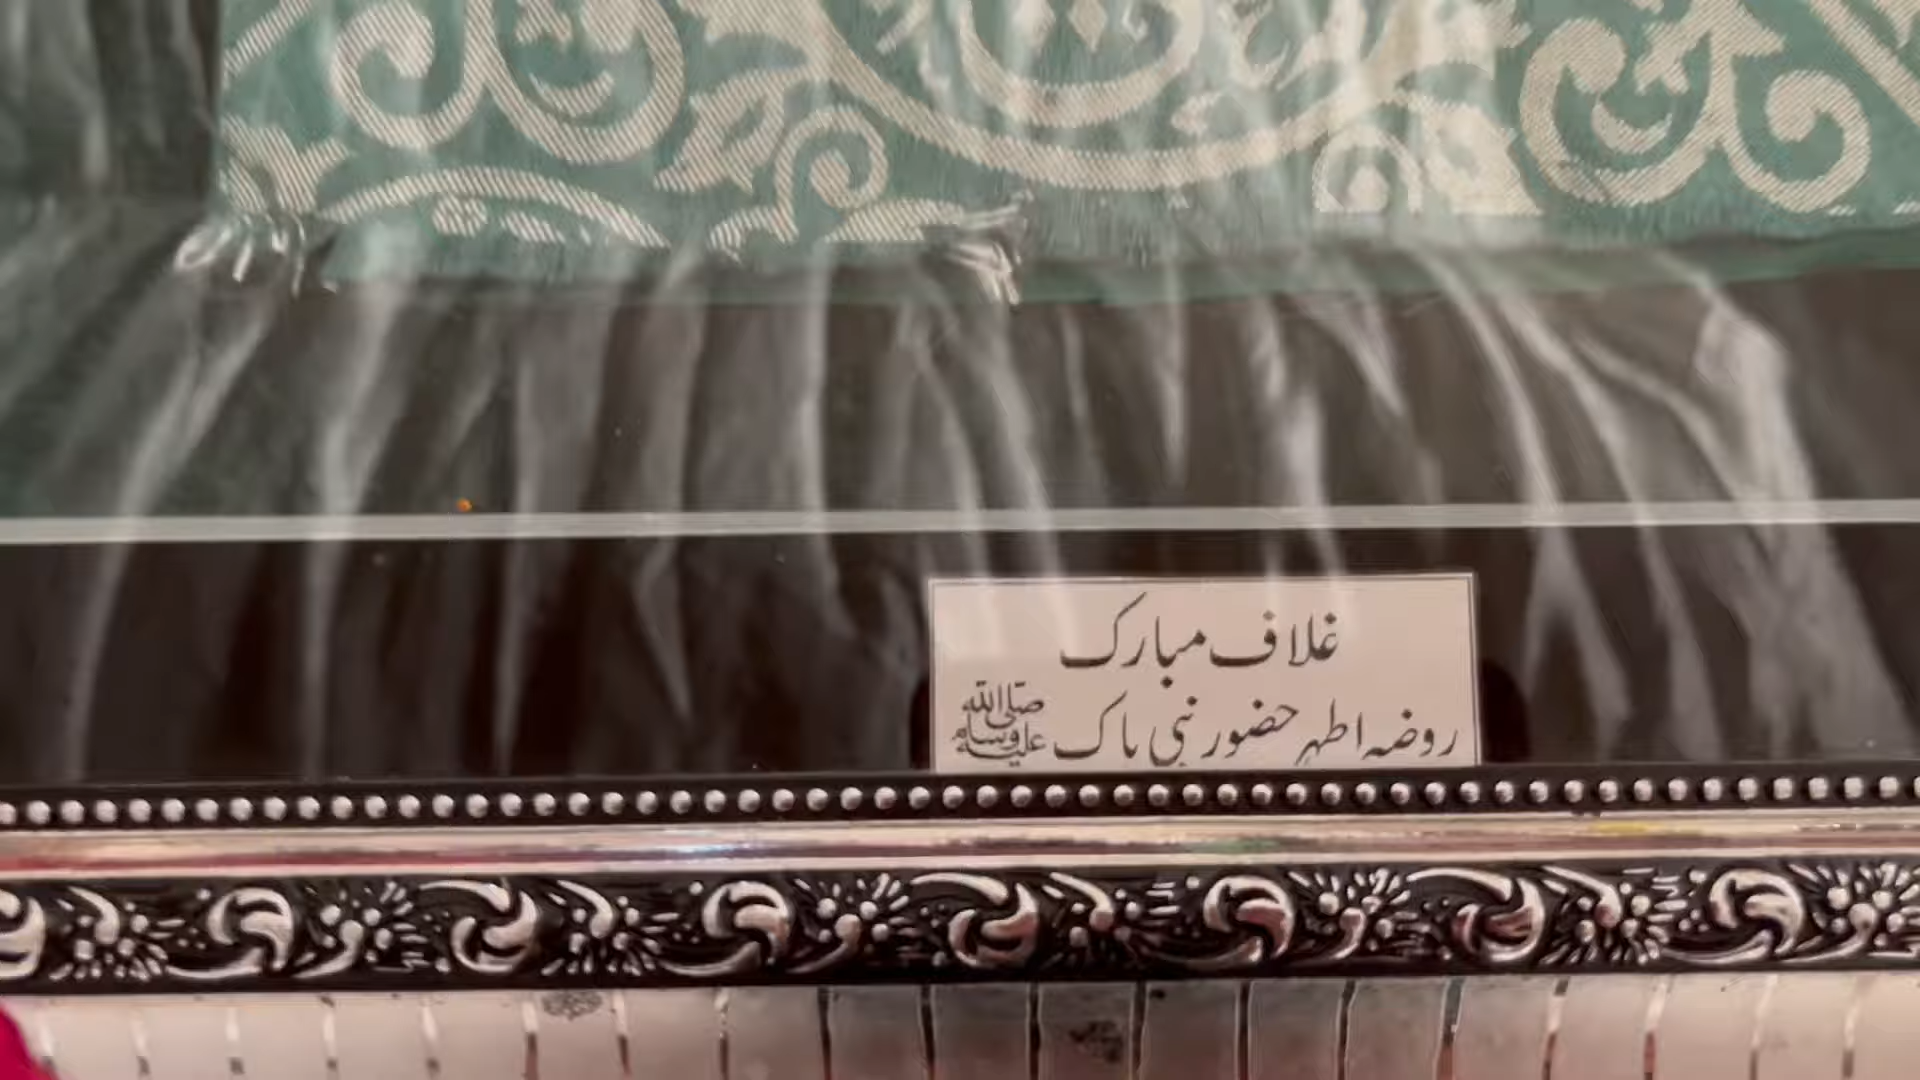 غلاف مبارک
روضہ اطہر حضور نبی پاک صلی اللہ علیہ وسلم